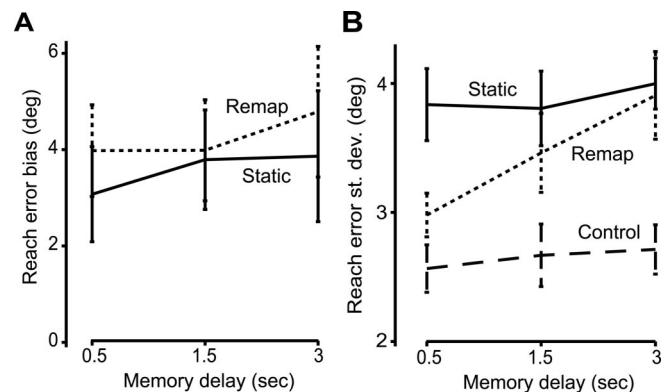 A
Reach error bias (deg)
6
4
2
0
Remap
Static
0.5
1.5
3
Memory delay (sec)
B
Reach error st. dev. (deg)
4
3
2
Static
Remap
Control
0.5
1.5
3
Memory delay (sec)